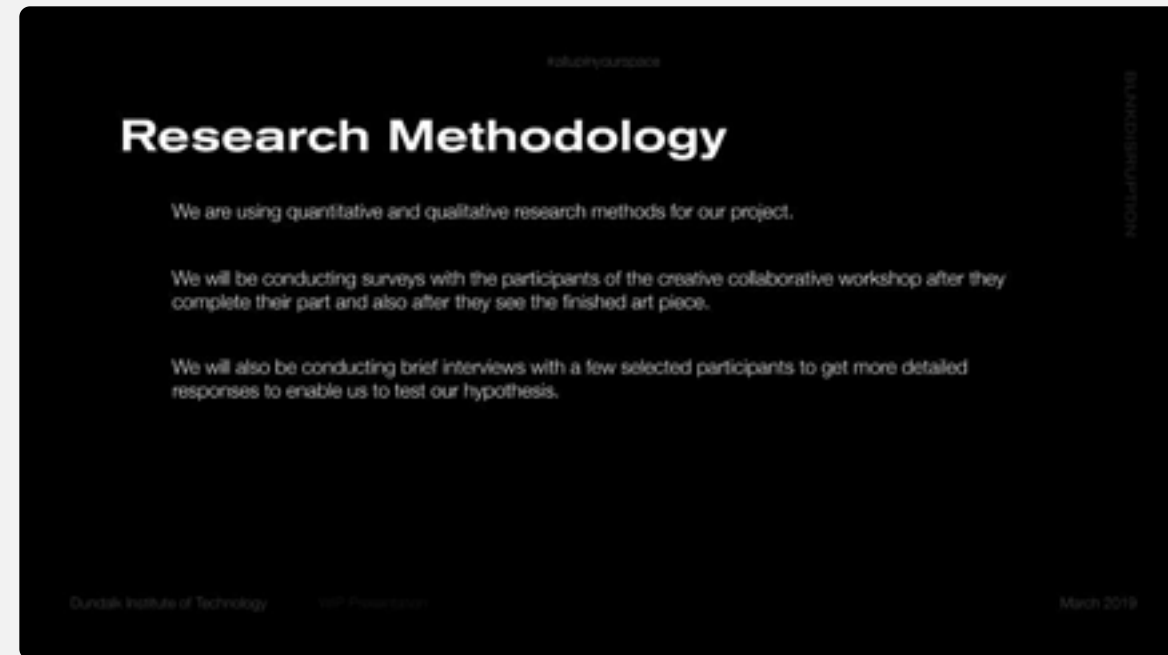 #allupinyourspace
Research Methodology
We are using quantitative and qualitative research methods for our project.
We will be conducting surveys with the participants of the creative collaborative workshop after they
complete their part and also after they see the finished art piece.
We will also be conducting brief interviews with a few selected participants to get more detailed
responses to enable us to test our hypothesis.
Dundalk Institute of Technology
WIP Presentation
March 2019